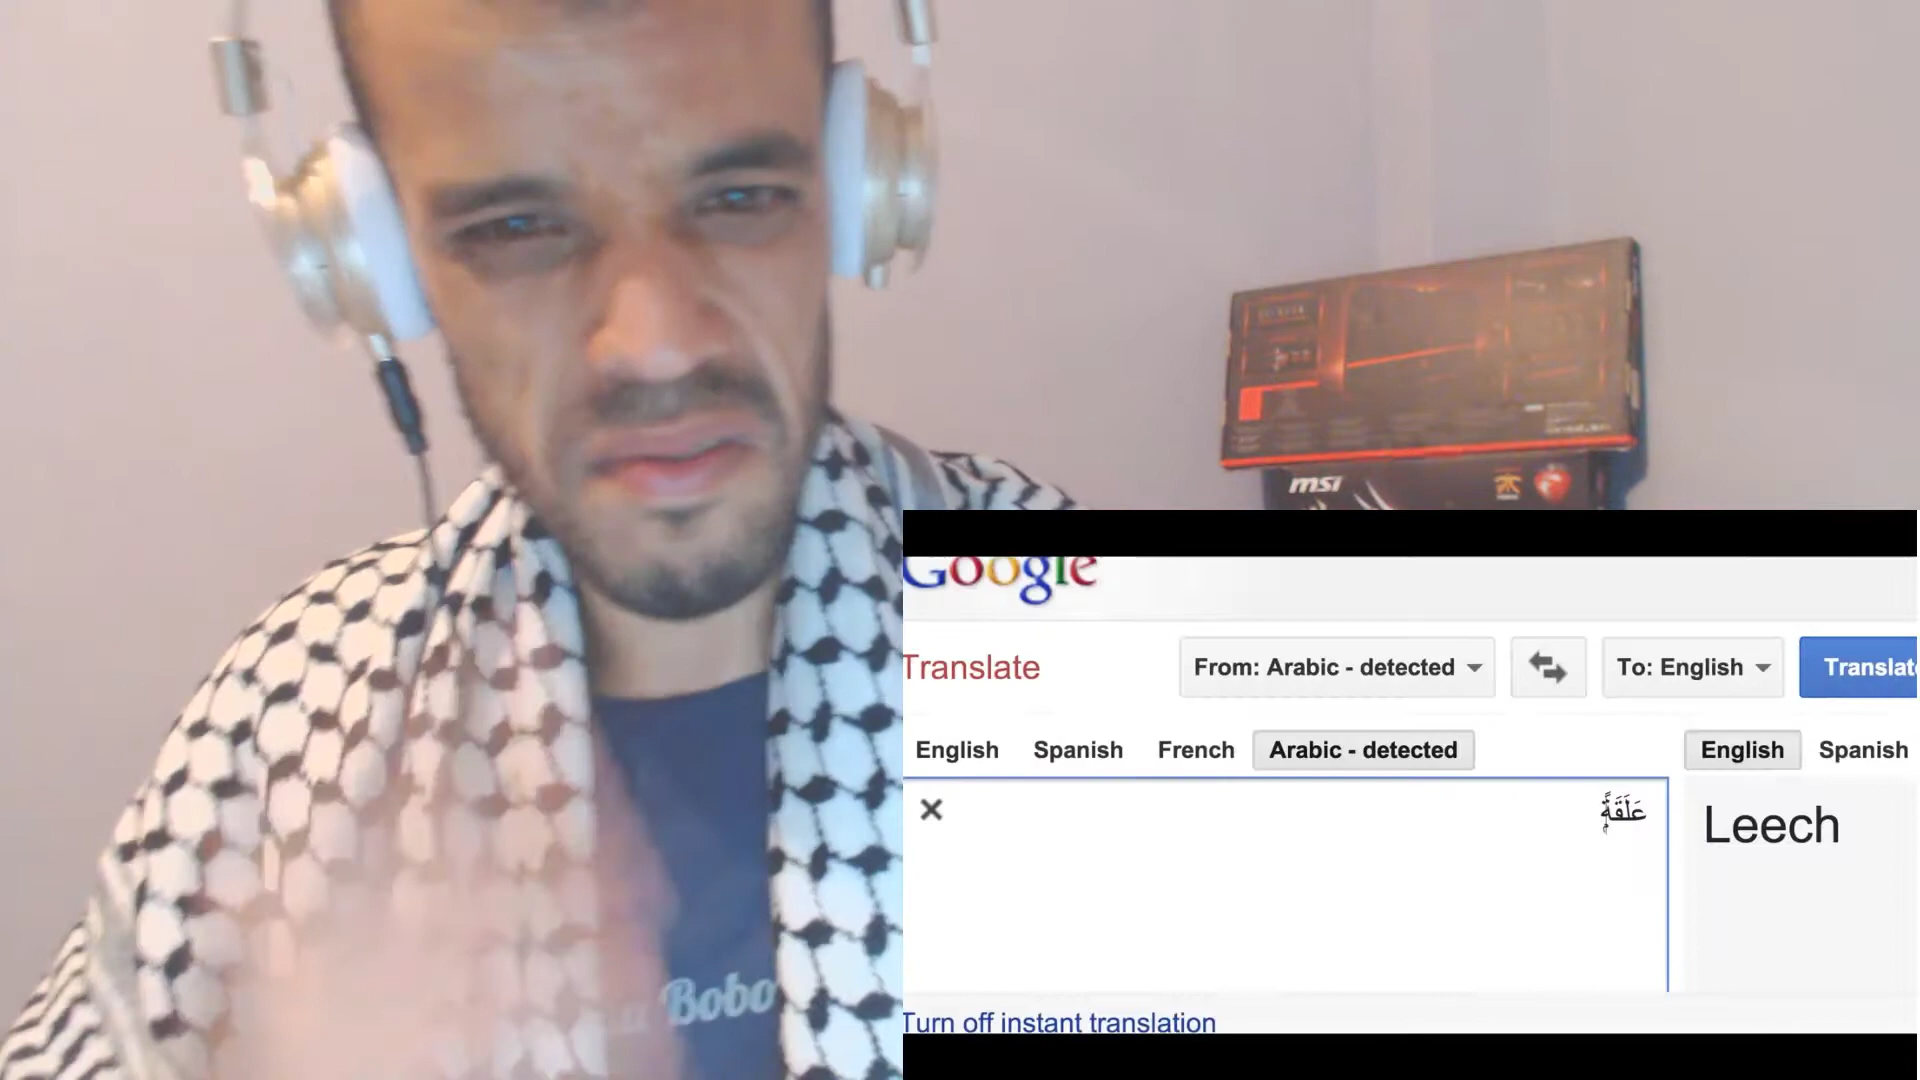 msi
Google
Translate
From: Arabic - detected
To: English
English
Spanish
French
Arabic - detected
English
Spanish
عَلَقَةًۭ
Leech
Turn off instant translation
Bobo